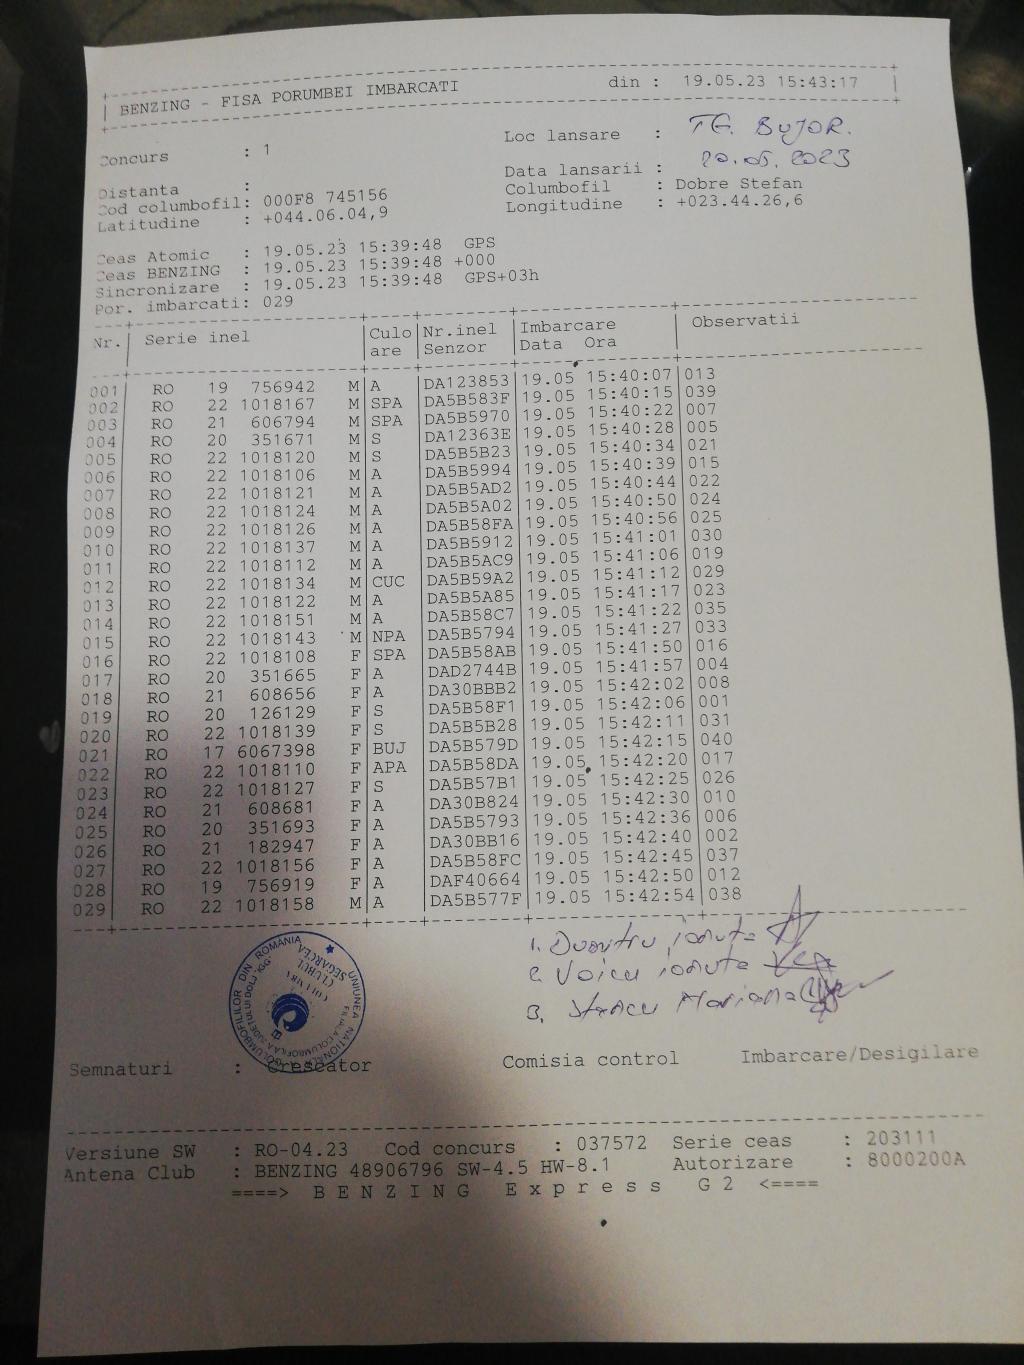 BENZING - FISA PORUMBEI IMBARCATI din : 19.05.23 15:43:17
Concurs : 1 Loc lansare : TG. BUJOR.
Distanta : Data lansarii : 20.05.2023
Cod columbofil: 000F8 745156 Columbofil : Dobre Stefan
Latitudine : +044.06.04,9 Longitudine : +023.44.26,6
Ceas Atomic : 19.05.23 15:39:48 GPS
Ceas BENZING : 19.05.23 15:39:48 +000
Sincronizare : 19.05.23 15:39:48 GPS+03h
Por. imbarcati: 029
Nr. Serie inel Culo Nr.inel Imbarcare Observatii
are Senzor Data Ora
001 RO 19 756942 M A DA123853 19.05 15:40:07 013
002 RO 22 1018167 M SPA DA5B583F 19.05 15:40:15 039
003 RO 21 606794 M SPA DA5B5970 19.05 15:40:22 007
004 RO 20 351671 M S DA12363E 19.05 15:40:28 005
005 RO 22 1018120 M S DA5B5B23 19.05 15:40:34 021
006 RO 22 1018106 M A DA5B5994 19.05 15:40:39 015
007 RO 22 1018121 M A DA5B5AD2 19.05 15:40:44 022
008 RO 22 1018124 M A DA5B5A02 19.05 15:40:50 024
009 RO 22 1018126 M A DA5B58FA 19.05 15:40:56 025
010 RO 22 1018137 M A DA5B5912 19.05 15:41:01 030
011 RO 22 1018112 M A DA5B5AC9 19.05 15:41:06 019
012 RO 22 1018134 M CUC DA5B59A2 19.05 15:41:12 029
013 RO 22 1018122 M A DA5B5A85 19.05 15:41:17 023
014 RO 22 1018151 M A DA5B58C7 19.05 15:41:22 035
015 RO 22 1018143 M NPA DA5B5794 19.05 15:41:27 033
016 RO 22 1018108 F SPA DA5B58AB 19.05 15:41:50 016
017 RO 20 351665 F A DAD2744B 19.05 15:41:57 004
018 RO 21 608656 F A DA30BBB2 19.05 15:42:02 008
019 RO 20 126129 F S DA5B58F1 19.05 15:42:06 001
020 RO 22 1018139 F S DA5B5B28 19.05 15:42:11 031
021 RO 17 6067398 F BUJ DA5B579D 19.05 15:42:15 040
022 RO 22 1018110 F APA DA5B58DA 19.05 15:42:20 017
023 RO 22 1018127 F S DA5B57B1 19.05 15:42:25 026
024 RO 21 608681 F A DA30B824 19.05 15:42:30 010
025 RO 20 351693 F A DA5B5793 19.05 15:42:36 006
026 RO 21 182947 F A DA30BB16 19.05 15:42:40 002
027 RO 22 1018156 F A DA5B58FC 19.05 15:42:45 037
028 RO 19 756919 F A DAF40664 19.05 15:42:50 012
029 RO 22 1018158 M A DA5B577F 19.05 15:42:54 038
1. Dumitru ionuta
2. Voicu ionuta
3. Stancu Mariana
UNIUNEA NATIONALA A COLUMBOFILILOR DIN ROMÂNIA
FILIALA COLUMBOFILA A JUDETULUI DOLJ
CLUBUL COLUMBA SEGARCEA
Semnaturi : Crescator Comisia control Imbarcare/Desigilare
Versiune SW : RO-04.23 Cod concurs : 037572 Serie ceas : 203111
Antena Club : BENZING 48906796 SW-4.5 HW-8.1 Autorizare : 8000200A
====> B E N Z I N G E x p r e s s G 2 <====